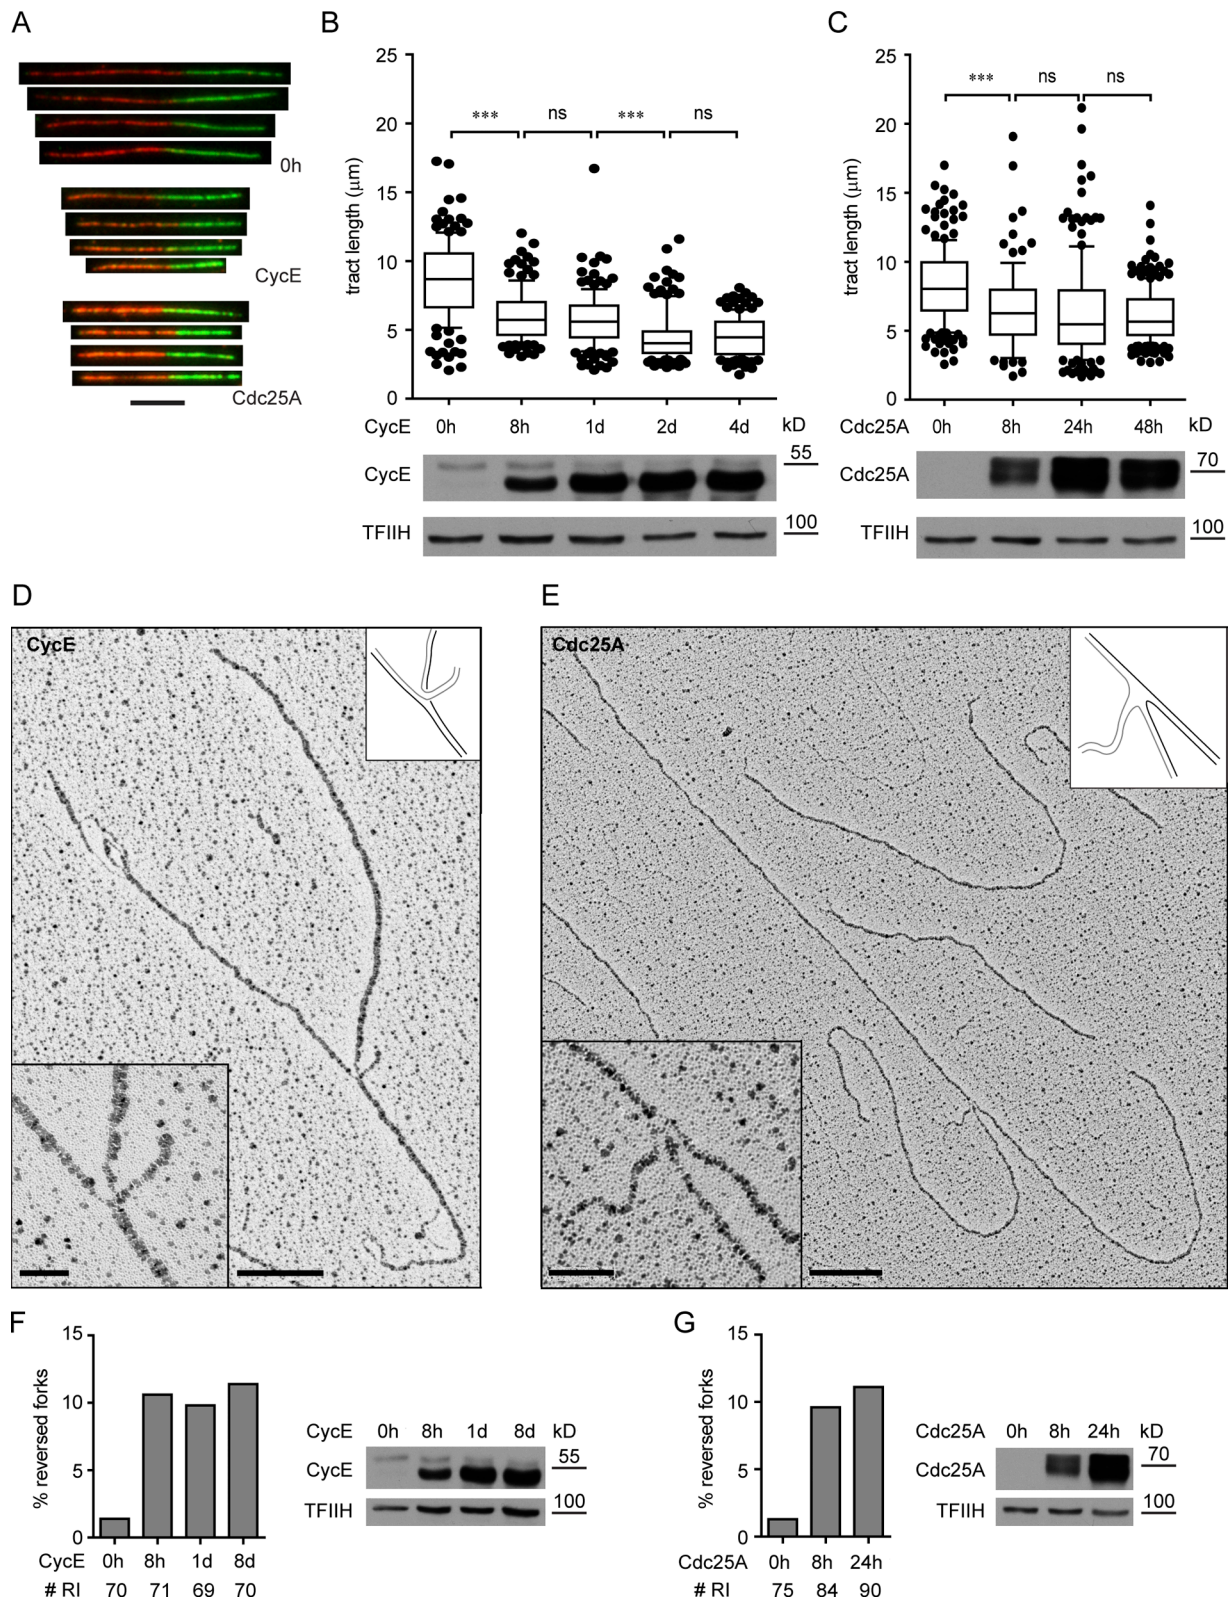 A
0h
CycE
Cdc25A
B
25
20
15
10
5
0
tract length (µm)
*** ns *** ns
CycE 0h 8h 1d 2d 4d kD
CycE 55
TFIIH 100
C
25
20
15
10
5
0
tract length (µm)
*** ns ns
Cdc25A 0h 8h 24h 48h kD
Cdc25A 70
TFIIH 100
D
CycE
E
Cdc25A
F
15
10
5
0
% reversed forks
CycE 0h 8h 1d 8d
# RI 70 71 69 70
CycE 0h 8h 1d 8d kD
CycE 55
TFIIH 100
G
15
10
5
0
% reversed forks
Cdc25A 0h 8h 24h
# RI 75 84 90
Cdc25A 0h 8h 24h kD
Cdc25A 70
TFIIH 100